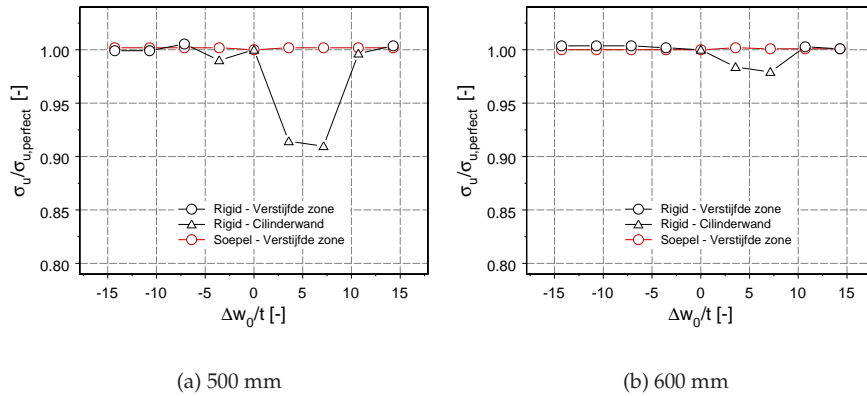 1.00
0.95
0.90
0.85
0.80
σu/σu,perfect [-]
Rigid - Verstijfde zone
Rigid - Cilinderwand
Soepel - Verstijfde zone
-15 -10 -5 0 5 10 15
Δw0/t [-]
(a) 500 mm
1.00
0.95
0.90
0.85
0.80
σu/σu,perfect [-]
Rigid - Verstijfde zone
Rigid - Cilinderwand
Soepel - Verstijfde zone
-15 -10 -5 0 5 10 15
Δw0/t [-]
(b) 600 mm